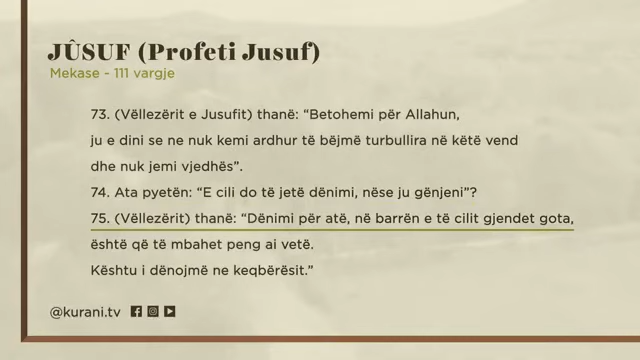 JÛSUF (Profeti Jusuf)
Mekase - 111 vargje
73. (Vëllezërit e Jusufit) thanë: “Betohemi për Allahun,
ju e dini se ne nuk kemi ardhur të bëjmë turbullira në këtë vend
dhe nuk jemi vjedhës”.
74. Ata pyetën: “E cili do të jetë dënimi, nëse ju gënjeni”?
75. (Vëllezërit) thanë: “Dënimi për atë, në barrën e të cilit gjendet gota,
është që të mbahet peng ai vetë.
Kështu i dënojmë ne keqbërësit.”
@kurani.tv